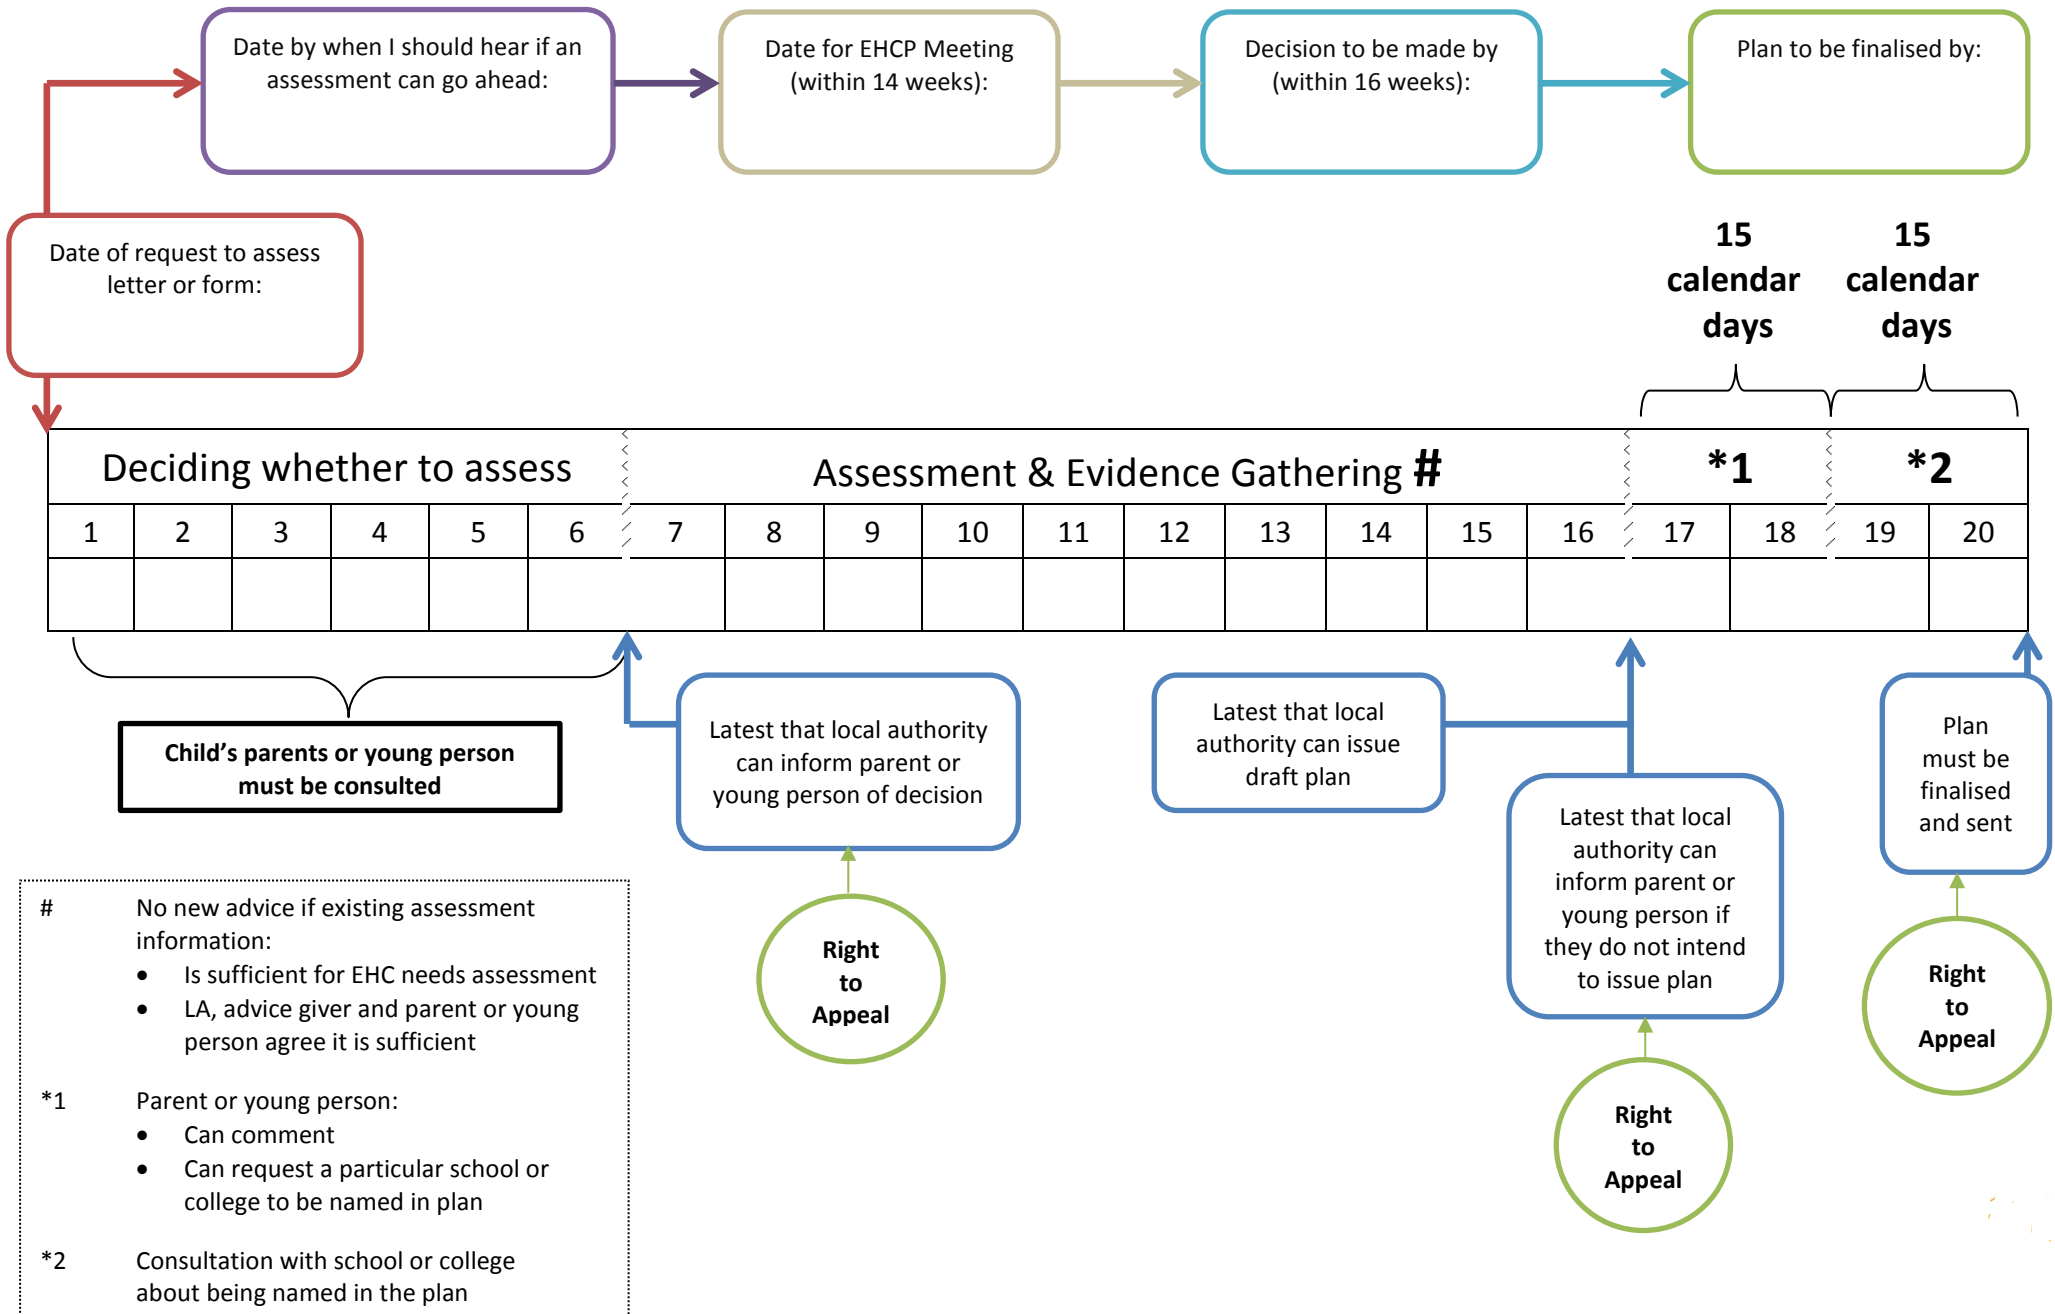 Date by when I should hear if an
assessment can go ahead:
Date for EHCP Meeting
(within 14 weeks):
Decision to be made by
(within 16 weeks):
Plan to be finalised by:
Date of request to assess
letter or form:
15
calendar
days
15
calendar
days
Deciding whether to assess
Assessment & Evidence Gathering #
*1
*2
1 2 3 4 5 6 7 8 9 10 11 12 13 14 15 16 17 18 19 20
Child’s parents or young person
must be consulted
Latest that local authority
can inform parent or
young person of decision
Right
to
Appeal
Latest that local
authority can issue
draft plan
Latest that local
authority can
inform parent or
young person if
they do not intend
to issue plan
Right
to
Appeal
Plan
must be
finalised
and sent
Right
to
Appeal
# No new advice if existing assessment
information:
• Is sufficient for EHC needs assessment
• LA, advice giver and parent or young
person agree it is sufficient
*1 Parent or young person:
• Can comment
• Can request a particular school or
college to be named in plan
*2 Consultation with school or college
about being named in the plan